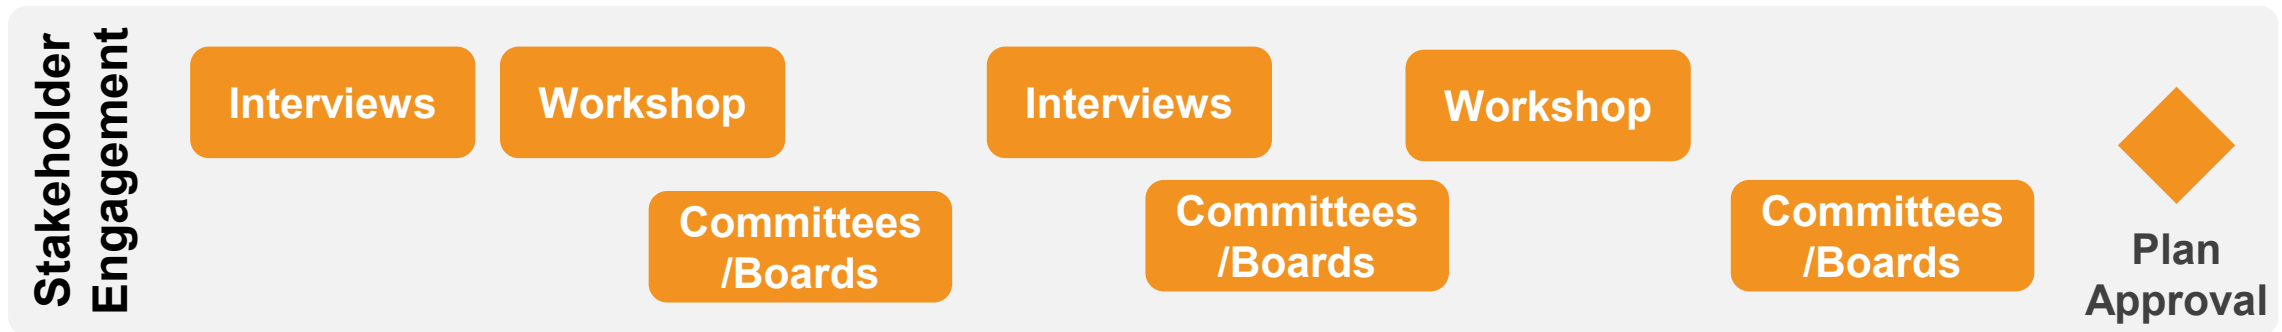 Stakeholder
Engagement
Interviews
Workshop
Committees
/Boards
Interviews
Committees
/Boards
Workshop
Committees
/Boards
Plan
Approval